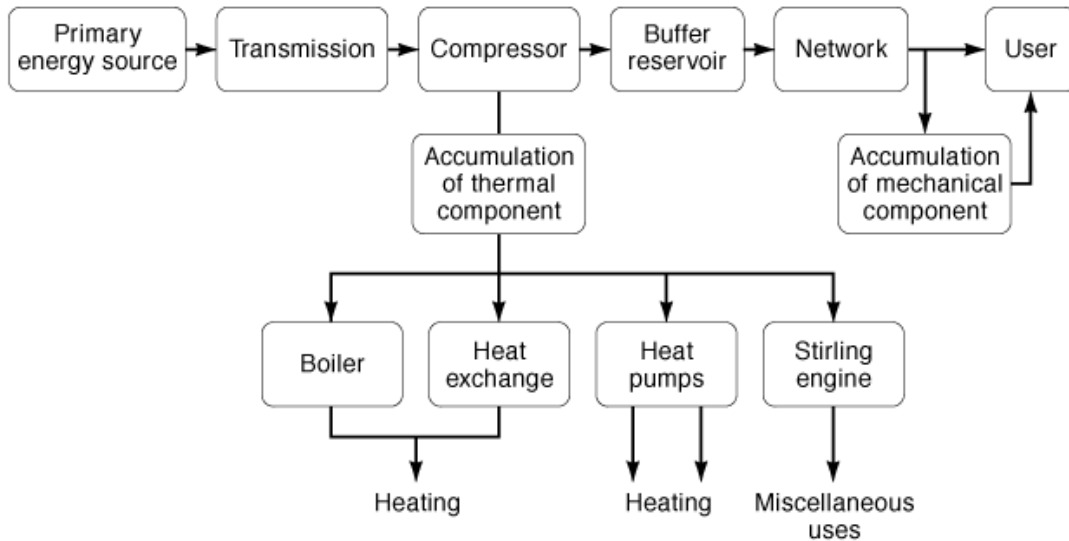 Primary
energy source
Transmission
Compressor
Buffer
reservoir
Network
User
Accumulation
of thermal
component
Accumulation
of mechanical
component
Boiler
Heat
exchange
Heat
pumps
Stirling
engine
Heating
Heating
Miscellaneous
uses